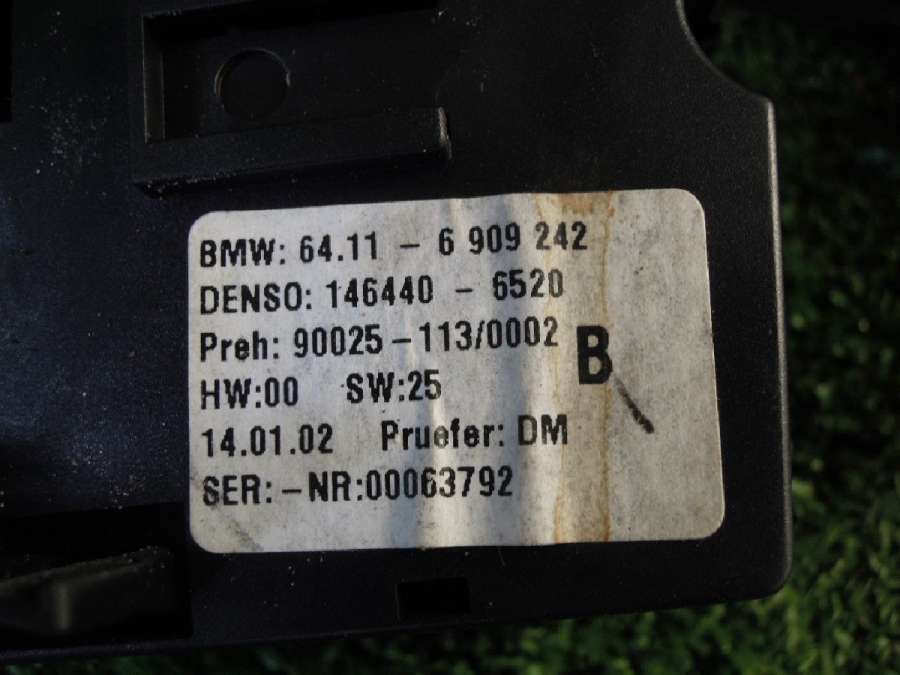 BMW: 64.11 - 6 909 242
DENSO: 146440 - 6520
Preh: 90025-113/0002 B
HW:00 SW:25
14.01.02 Pruefer: DM
SER:-NR:00063792